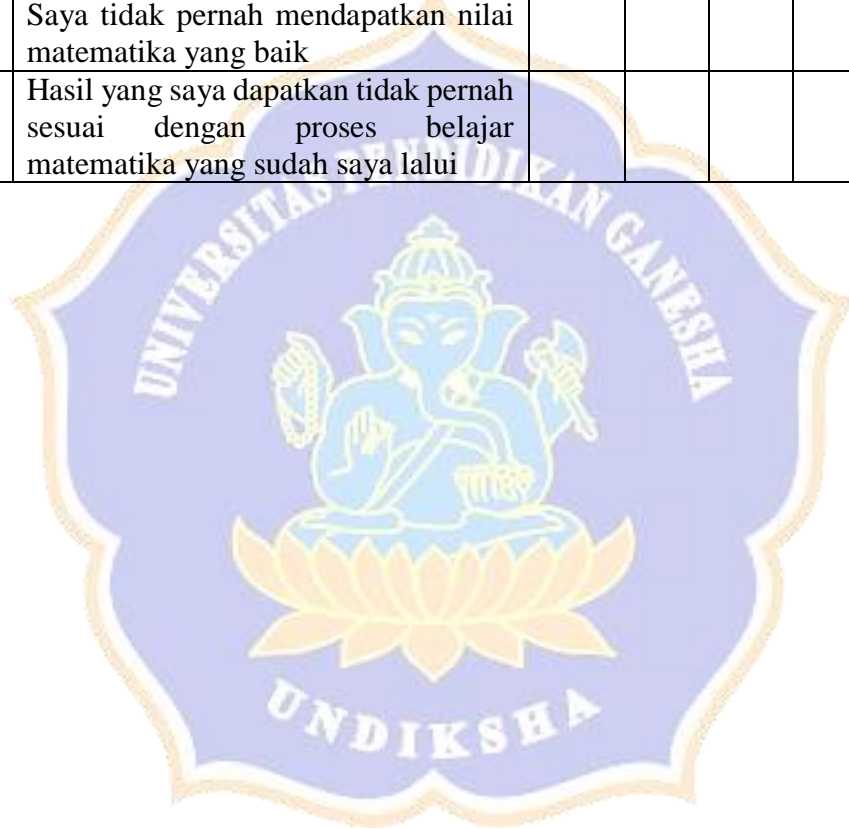 Saya tidak pernah mendapatkan nilai
matematika yang baik
Hasil yang saya dapatkan tidak pernah
sesuai dengan proses belajar
matematika yang sudah saya lalui
UNIVERSITAS PENDIDIKAN GANESHA
UNDIKSHA